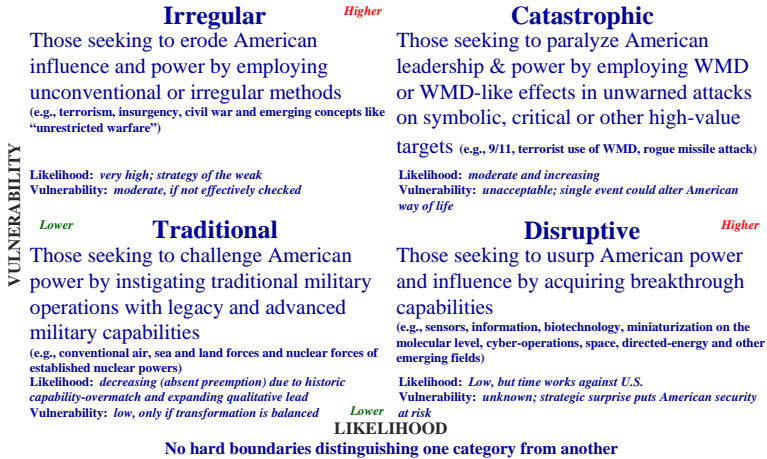 Irregular
Higher
Those seeking to erode American
influence and power by employing
unconventional or irregular methods
(e.g., terrorism, insurgency, civil war and emerging concepts like
“unrestricted warfare”)
Likelihood: very high; strategy of the weak
Vulnerability: moderate, if not effectively checked
Catastrophic
Those seeking to paralyze American
leadership & power by employing WMD
or WMD-like effects in unwarned attacks
on symbolic, critical or other high-value
targets (e.g., 9/11, terrorist use of WMD, rogue missile attack)
Likelihood: moderate and increasing
Vulnerability: unacceptable; single event could alter American
way of life
VULNERABILITY
Lower
Traditional
Those seeking to challenge American
power by instigating traditional military
operations with legacy and advanced
military capabilities
(e.g., conventional air, sea and land forces and nuclear forces of
established nuclear powers)
Likelihood: decreasing (absent preemption) due to historic
capability-overmatch and expanding qualitative lead
Vulnerability: low, only if transformation is balanced
Lower
Disruptive
Higher
Those seeking to usurp American power
and influence by acquiring breakthrough
capabilities
(e.g., sensors, information, biotechnology, miniaturization on the
molecular level, cyber-operations, space, directed-energy and other
emerging fields)
Likelihood: Low, but time works against U.S.
Vulnerability: unknown; strategic surprise puts American security
at risk
LIKELIHOOD
No hard boundaries distinguishing one category from another